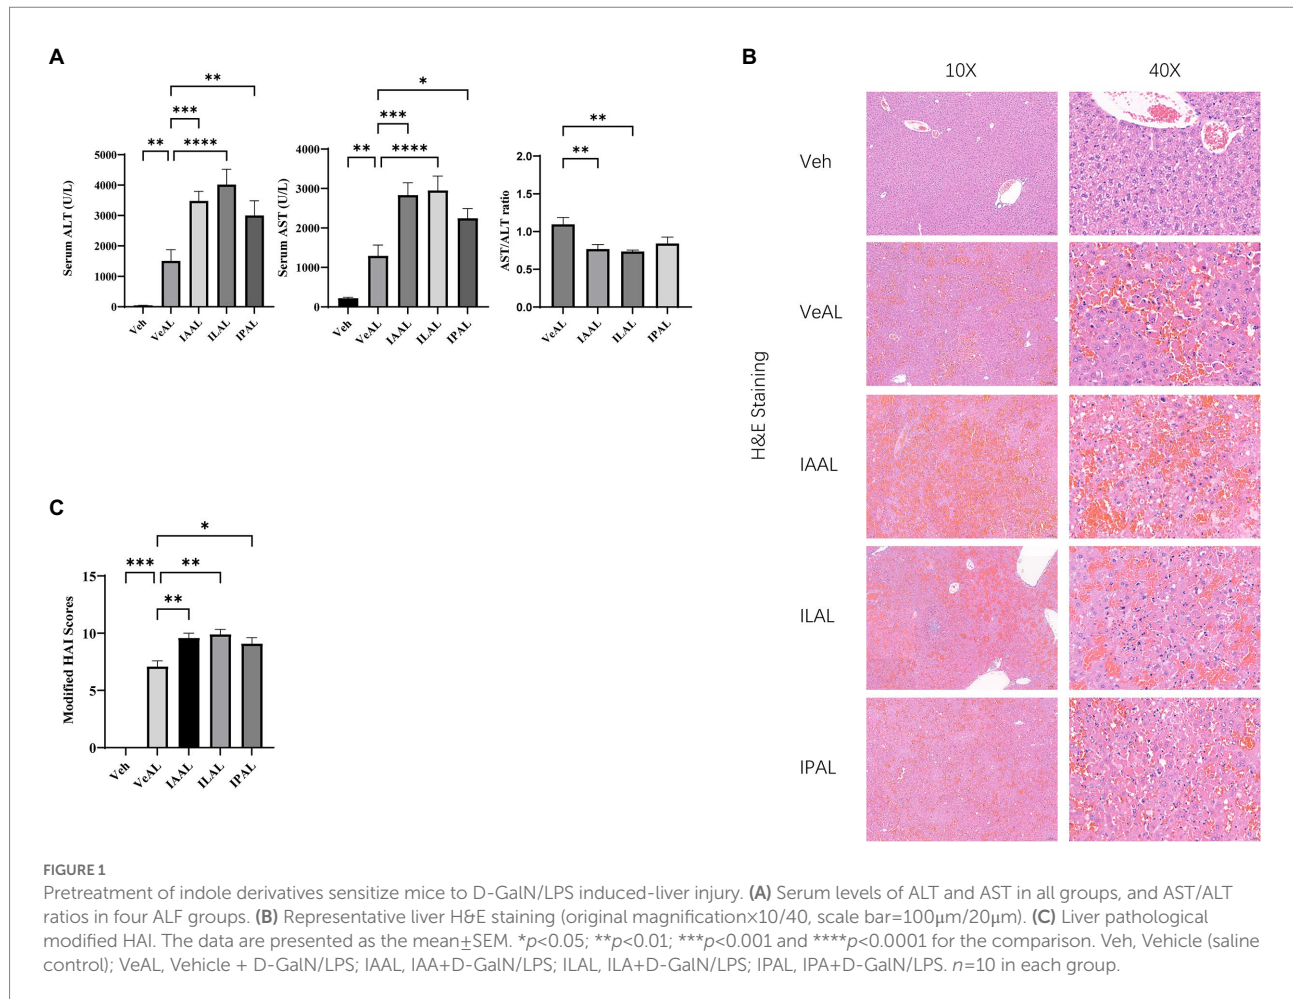 A
**
***
** ****
5000
4000
3000
2000
1000
0
Serum ALT (U/L)
Veh
VeAL
IAAL
ILAL
IPAL
*
***
** ****
4000
3000
2000
1000
0
Serum AST (U/L)
Veh
VeAL
IAAL
ILAL
IPAL
**
**
2.0
1.5
1.0
0.5
0.0
AST/ALT ratio
VeAL
IAAL
ILAL
IPAL
B
10X 40X
H&E Staining
Veh
VeAL
IAAL
ILAL
IPAL
C
*
*** **
**
15
10
5
0
Modified HAI Scores
Veh
VeAL
IAAL
ILAL
IPAL
FIGURE 1
Pretreatment of indole derivatives sensitize mice to D-GalN/LPS induced-liver injury. (A) Serum levels of ALT and AST in all groups, and AST/ALT
ratios in four ALF groups. (B) Representative liver H&E staining (original magnification×10/40, scale bar=100μm/20μm). (C) Liver pathological
modified HAI. The data are presented as the mean±SEM. *p<0.05; **p<0.01; ***p<0.001 and ****p<0.0001 for the comparison. Veh, Vehicle (saline
control); VeAL, Vehicle + D-GalN/LPS; IAAL, IAA+D-GalN/LPS; ILAL, ILA+D-GalN/LPS; IPAL, IPA+D-GalN/LPS. n=10 in each group.